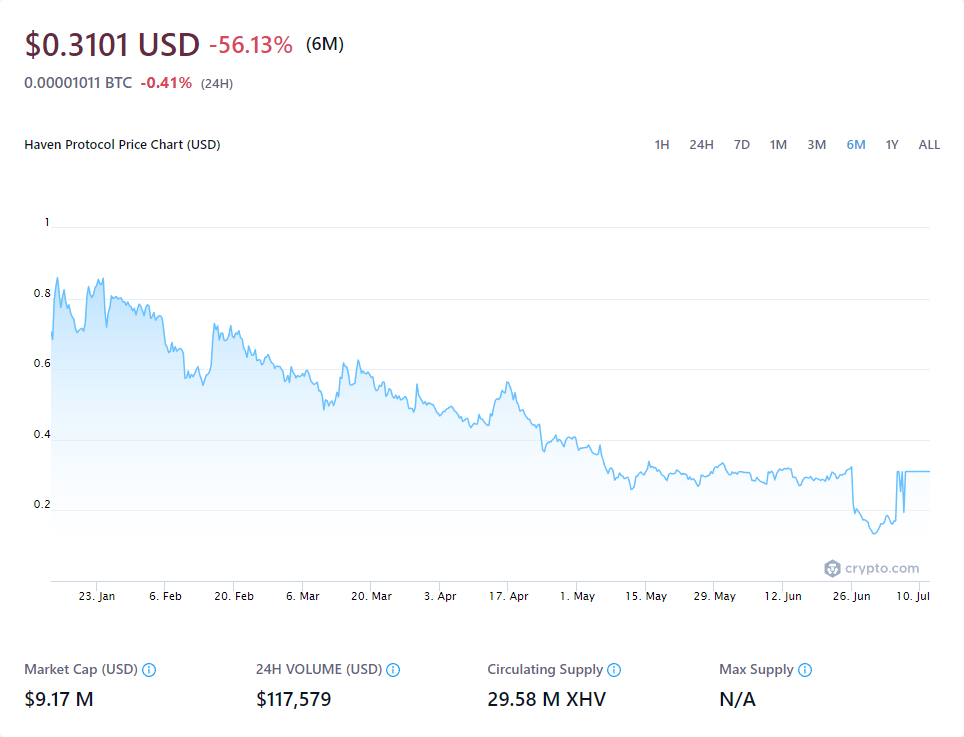 $0.3101 USD -56.13% (6M)
0.00001011 BTC -0.41% (24H)
Haven Protocol Price Chart (USD) 1H 24H 7D 1M 3M 6M 1Y ALL
1
0.8
0.6
0.4
0.2
crypto.com
23. Jan 6. Feb 20. Feb 6. Mar 20. Mar 3. Apr 17. Apr 1. May 15. May 29. May 12. Jun 26. Jun 10. Jul
Market Cap (USD) 24H VOLUME (USD) Circulating Supply Max Supply
$9.17 M $117,579 29.58 M XHV N/A